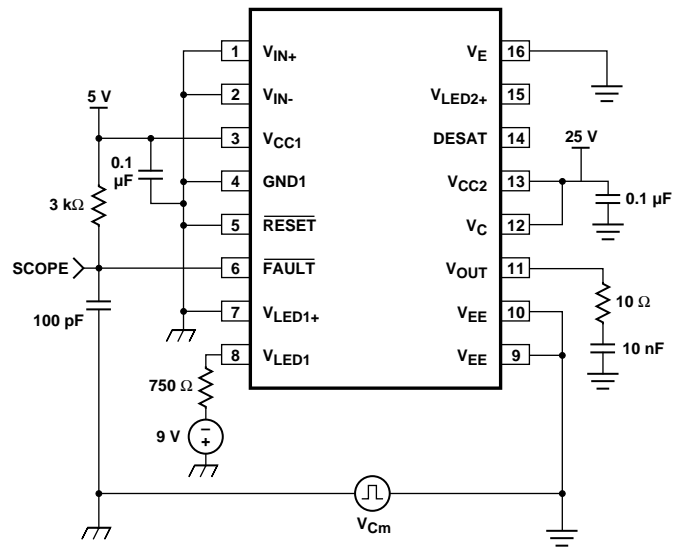 1 V_IN+
2 V_IN-
3 V_CC1
4 GND1
5 RESET
6 FAULT
7 V_LED1+
8 V_LED1
V_E 16
V_LED2+ 15
DESAT 14
V_CC2 13
V_C 12
V_OUT 11
V_EE 10
V_EE 9
5 V
0.1 µF
3 kΩ
SCOPE
100 pF
750 Ω
9 V
− +
25 V
0.1 µF
10 Ω
10 nF
V_Cm